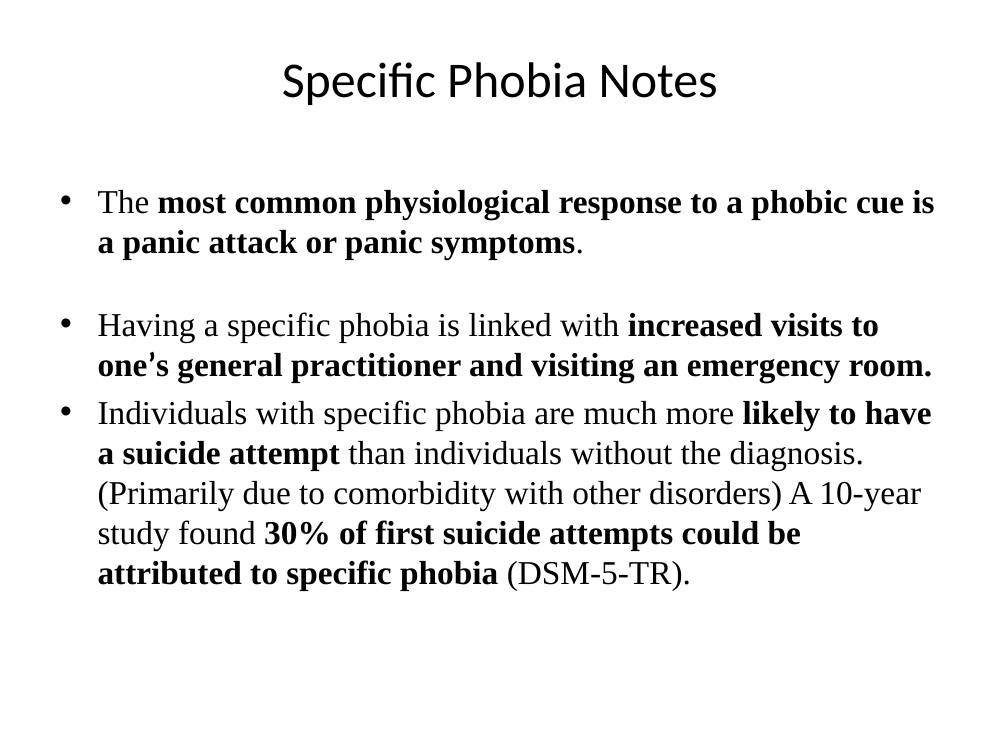 Specific Phobia Notes
• The most common physiological response to a phobic cue is
a panic attack or panic symptoms.
• Having a specific phobia is linked with increased visits to
one’s general practitioner and visiting an emergency room.
• Individuals with specific phobia are much more likely to have
a suicide attempt than individuals without the diagnosis.
(Primarily due to comorbidity with other disorders) A 10-year
study found 30% of first suicide attempts could be
attributed to specific phobia (DSM-5-TR).